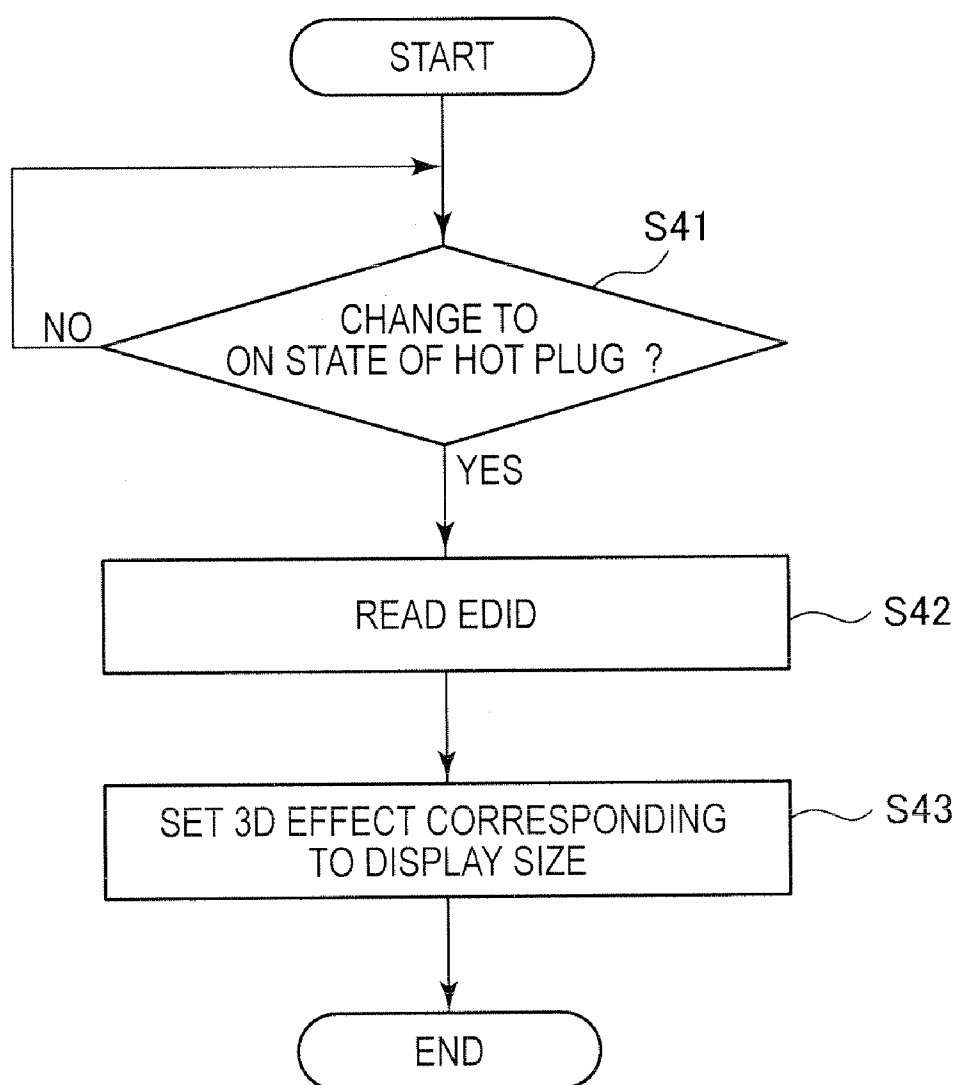 START
S41
CHANGE TO
ON STATE OF HOT PLUG ?
NO
YES
READ EDID
S42
SET 3D EFFECT CORRESPONDING
TO DISPLAY SIZE
S43
END